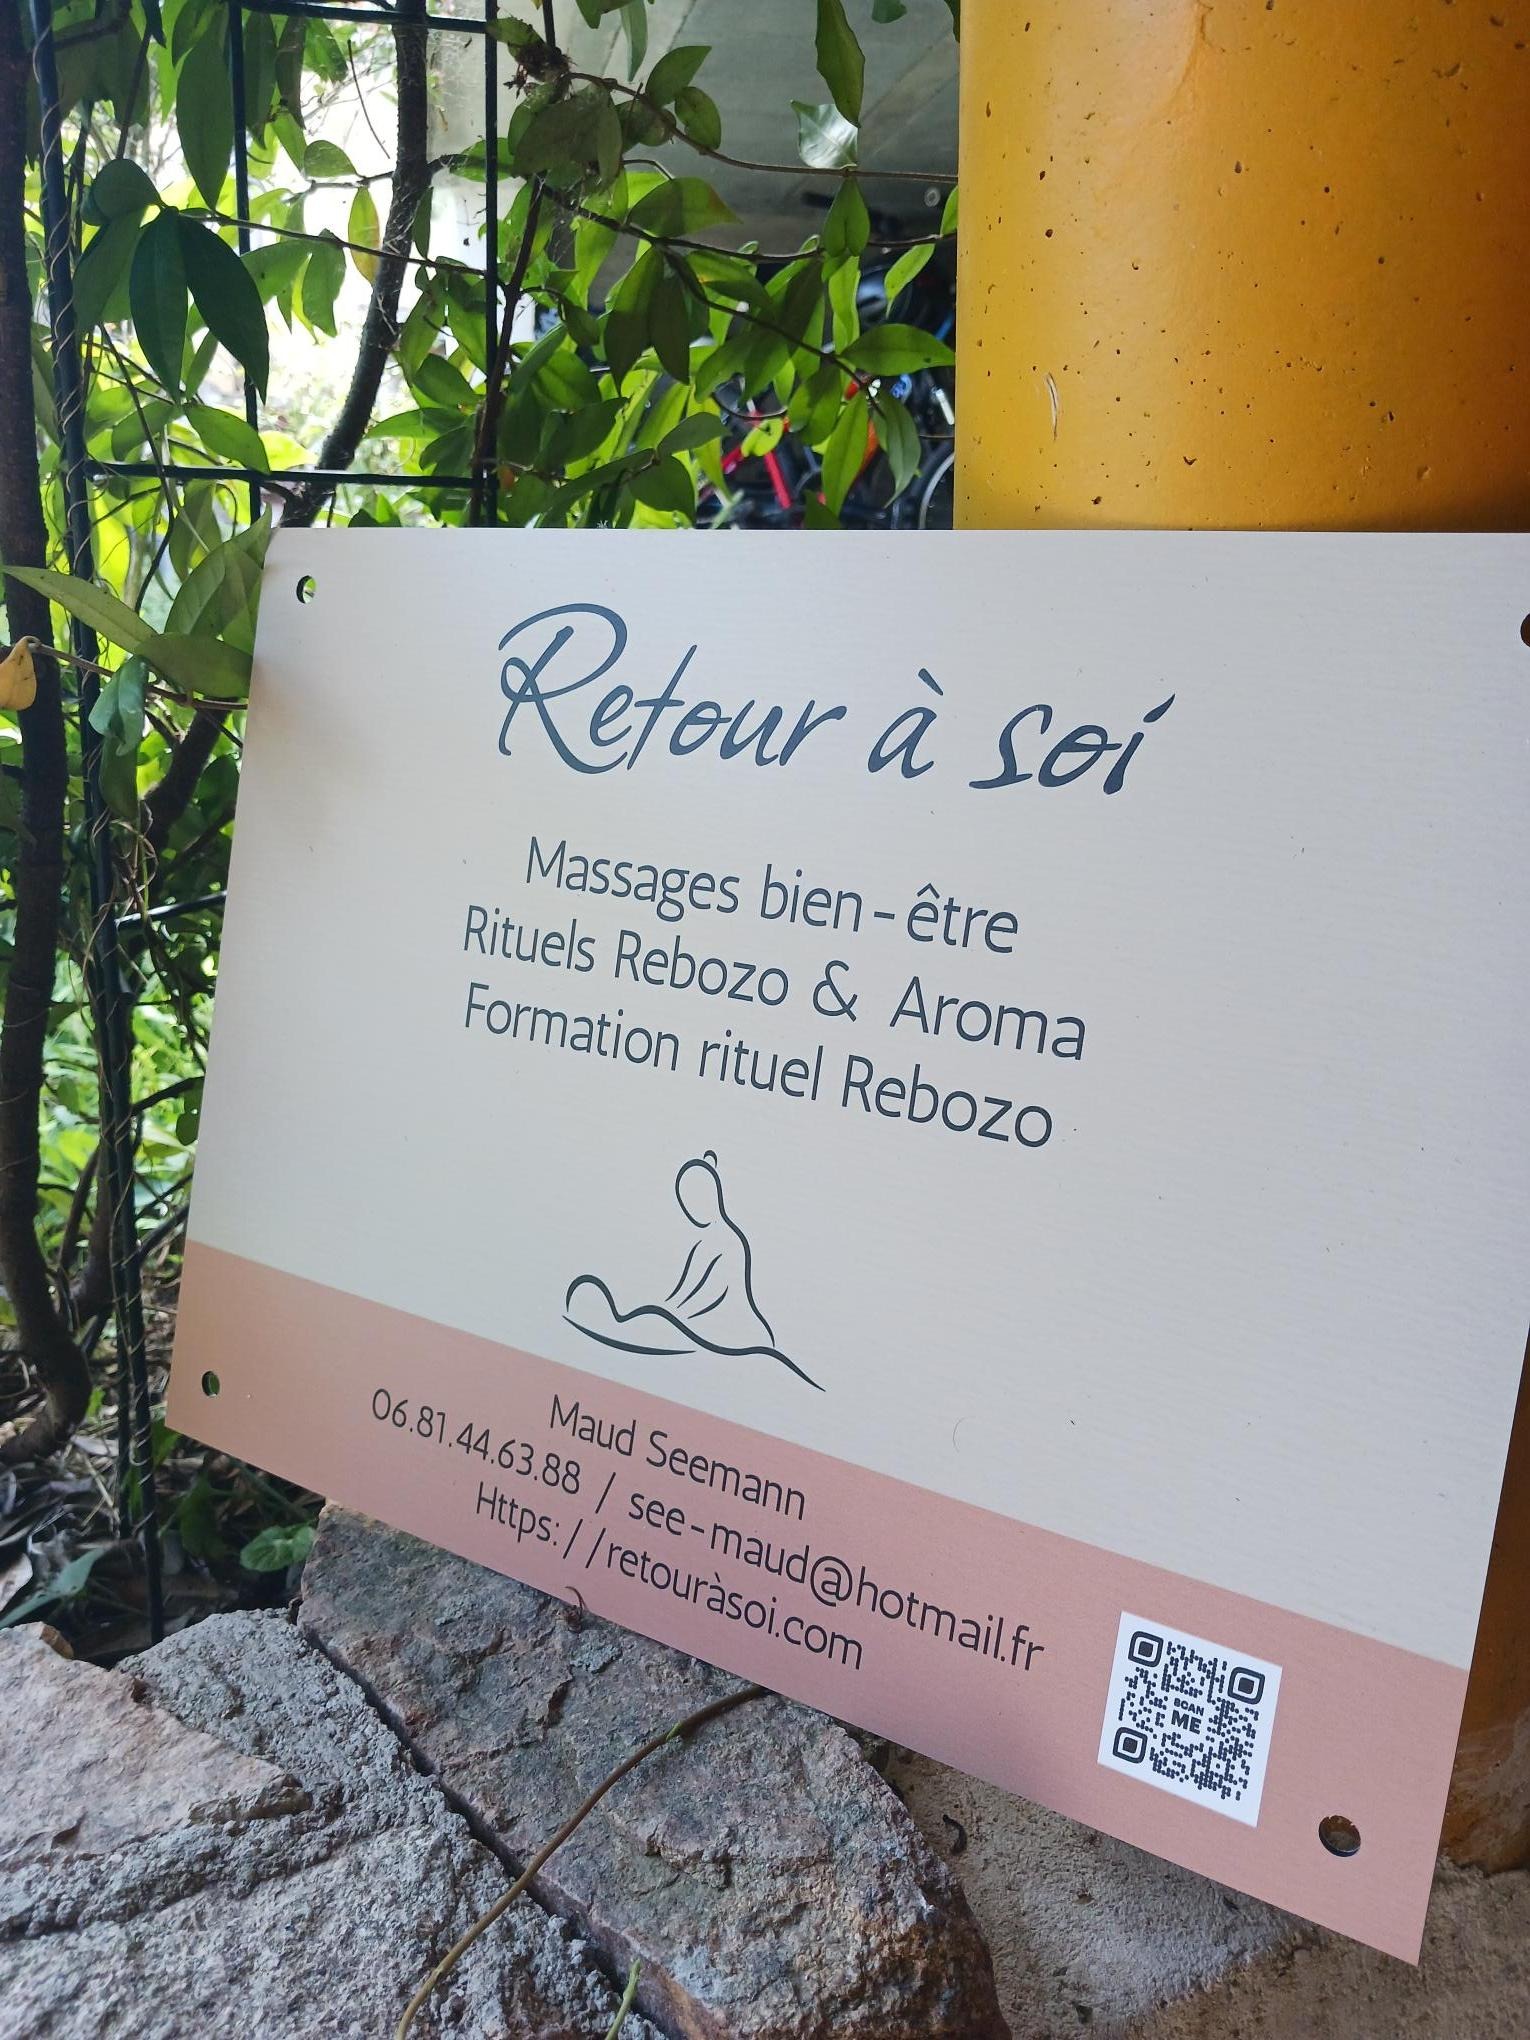 Retour à soi
Massages bien-être
Rituels Rebozo & Aroma
Formation rituel Rebozo
Maud Seemann
06.81.44.63.88 / see-maud@hotmail.fr
Https://retouràsoi.com
SCAN
ME